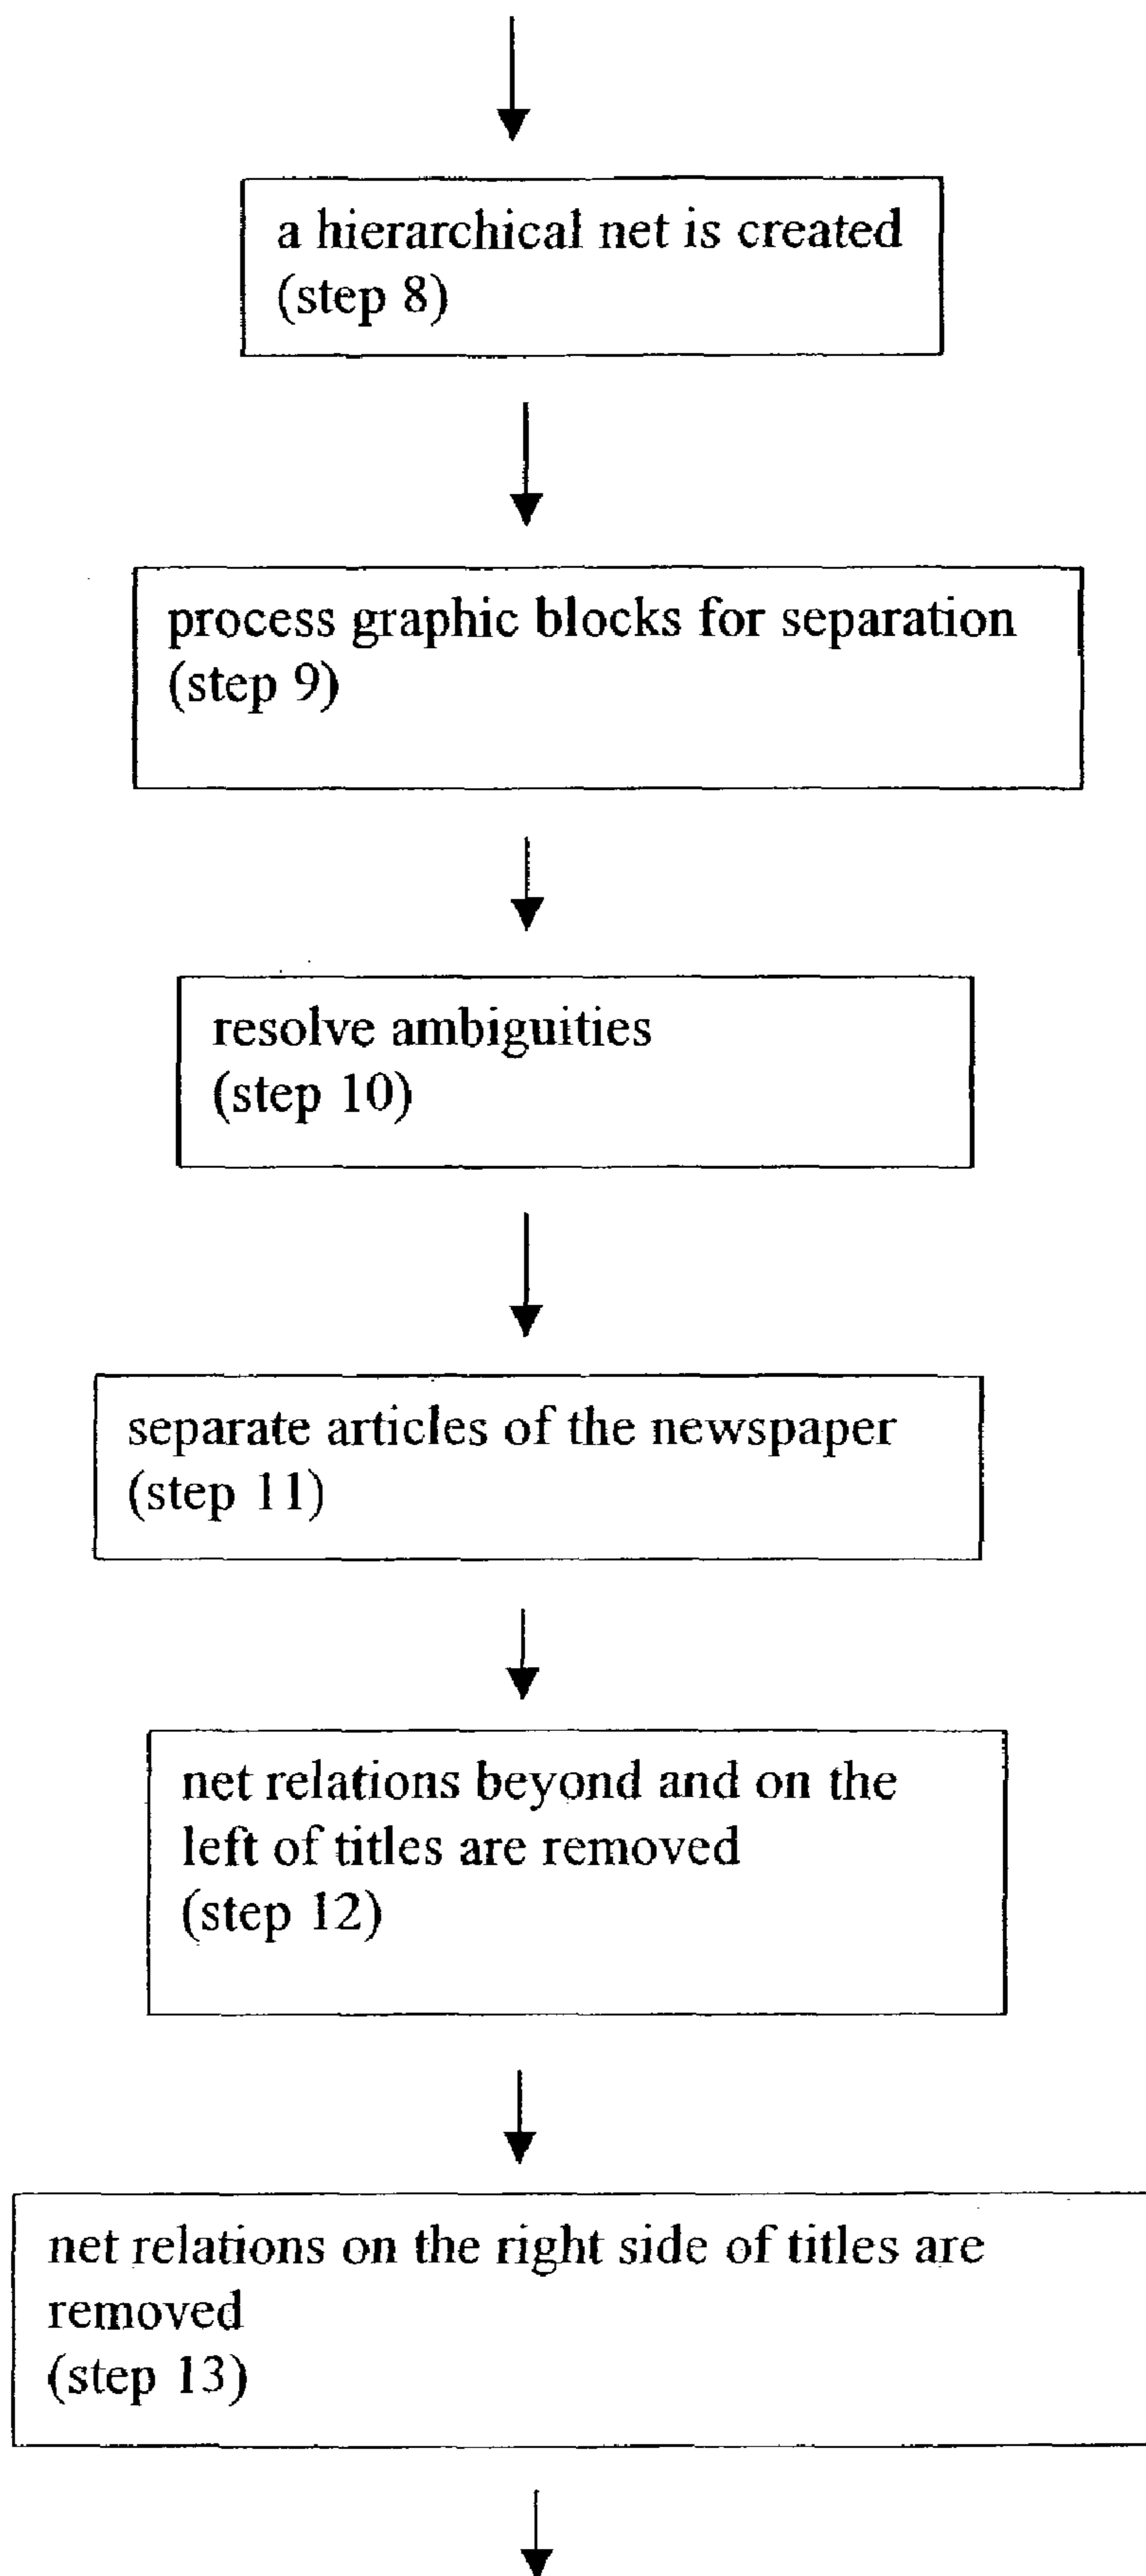 a hierarchical net is created
(step 8)
process graphic blocks for separation
(step 9)
resolve ambiguities
(step 10)
separate articles of the newspaper
(step 11)
net relations beyond and on the
left of titles are removed
(step 12)
net relations on the right side of titles are
removed
(step 13)